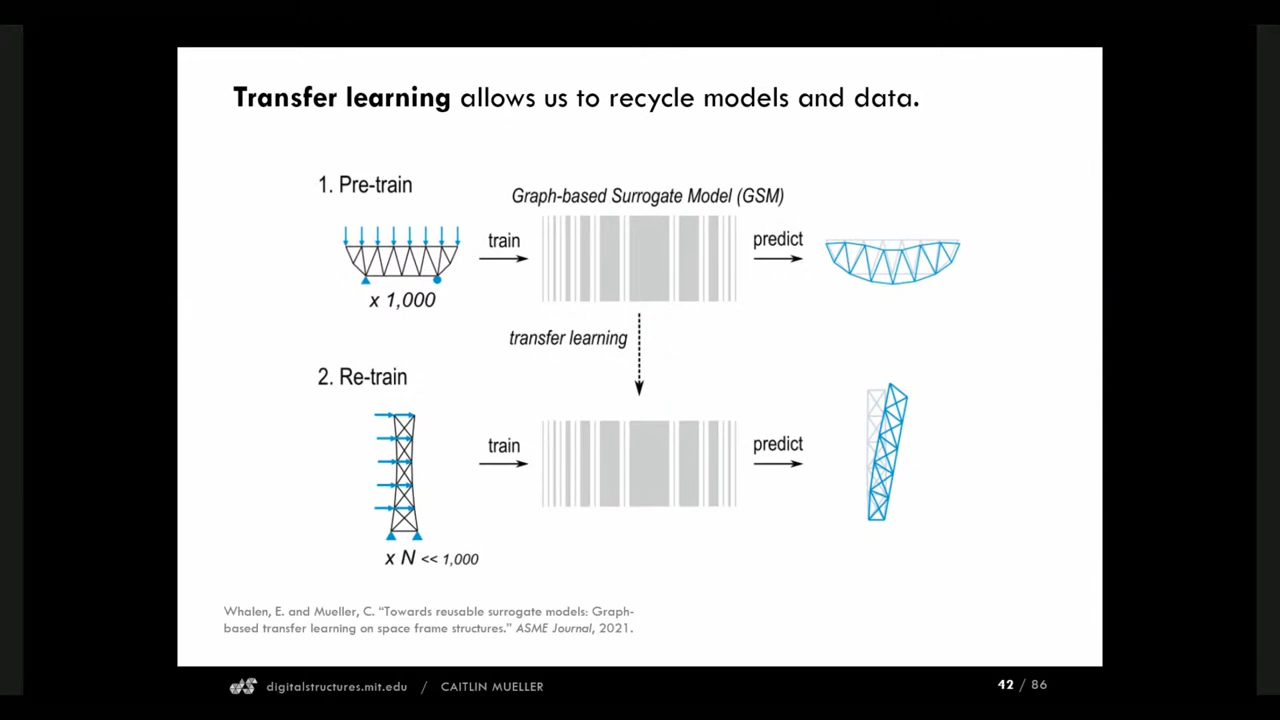 Transfer learning allows us to recycle models and data.
1. Pre-train
Graph-based Surrogate Model (GSM)
train
predict
x 1,000
transfer learning
2. Re-train
train
predict
x N << 1,000
Whalen, E. and Mueller, C. “Towards reusable surrogate models: Graph-
based transfer learning on space frame structures.” ASME Journal, 2021.
digitalstructures.mit.edu / CAITLIN MUELLER
42 / 86